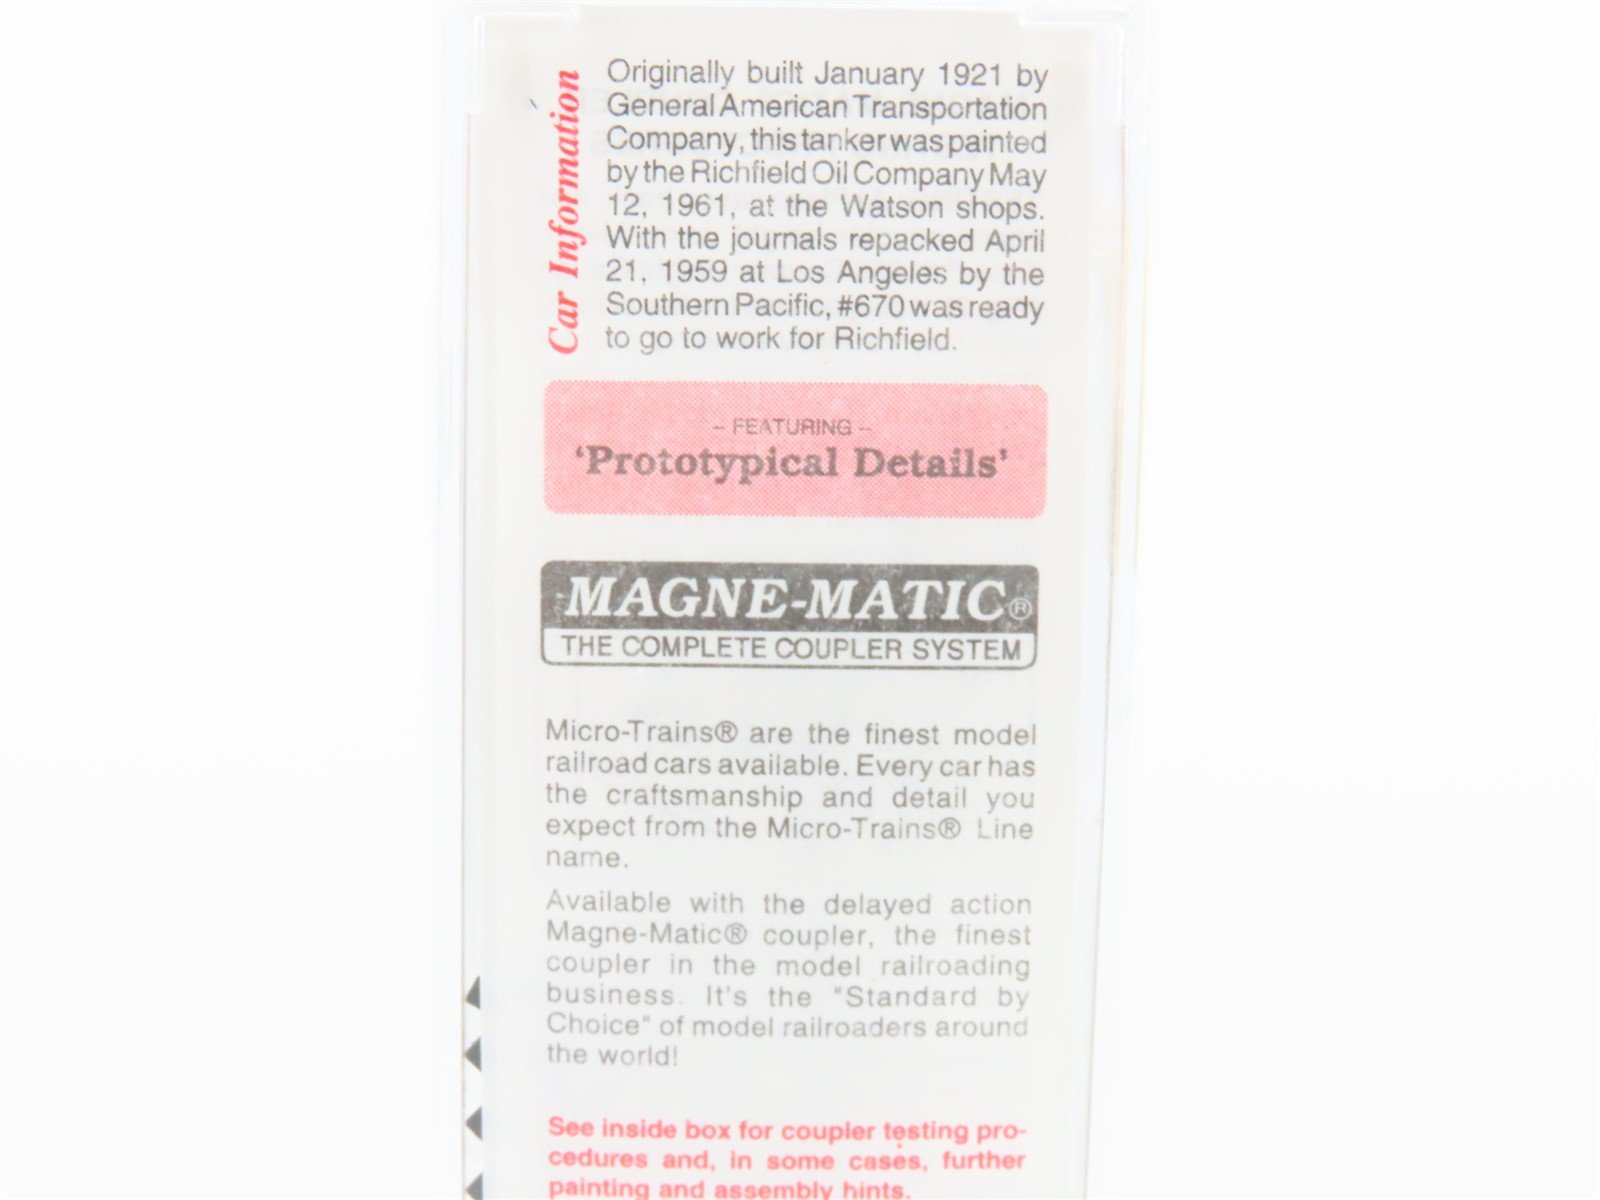 Car Information
Originally built January 1921 by
General American Transportation
Company, this tanker was painted
by the Richfield Oil Company May
12, 1961, at the Watson shops.
With the journals repacked April
21, 1959 at Los Angeles by the
Southern Pacific, #670 was ready
to go to work for Richfield.
– FEATURING –
‘Prototypical Details’
MAGNE-MATIC®
THE COMPLETE COUPLER SYSTEM
Micro-Trains® are the finest model
railroad cars available. Every car has
the craftsmanship and detail you
expect from the Micro-Trains® Line
name.
Available with the delayed action
Magne-Matic® coupler, the finest
coupler in the model railroading
business. It's the "Standard by
Choice" of model railroaders around
the world!
See inside box for coupler testing pro-
cedures and, in some cases, further
painting and assembly hints.